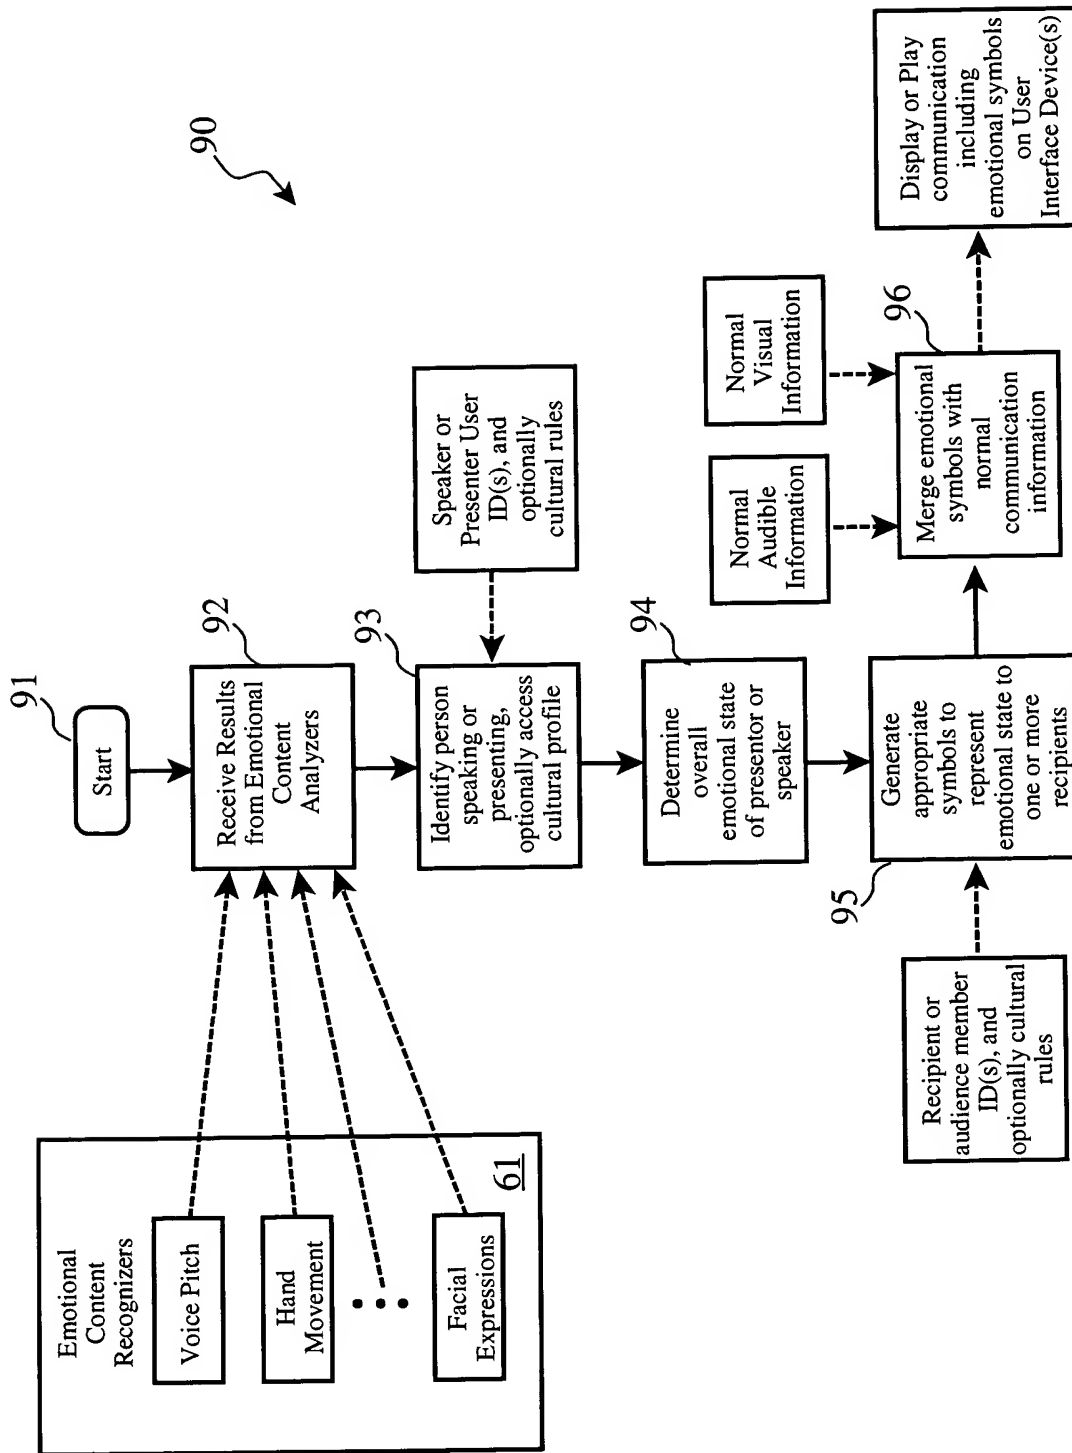 90
91
Start
Emotional
Content
Recognizers
Voice Pitch
Hand
Movement
Facial
Expressions
61
92
Receive Results
from Emotional
Content
Analyzers
93
Identify person
speaking or
presenting,
optionally access
cultural profile
Speaker or
Presenter User
ID(s), and
optionally
cultural rules
94
Determine
overall
emotional state
of presentor or
speaker
95
Generate
appropriate
symbols to
represent
emotional state to
one or more
recipients
Recipient or
audience member
ID(s), and
optionally cultural
rules
Normal
Audible
Information
Normal
Visual
Information
96
Merge emotional
symbols with
normal
communication
information
Display or Play
communication
including
emotional symbols
on User
Interface Device(s)